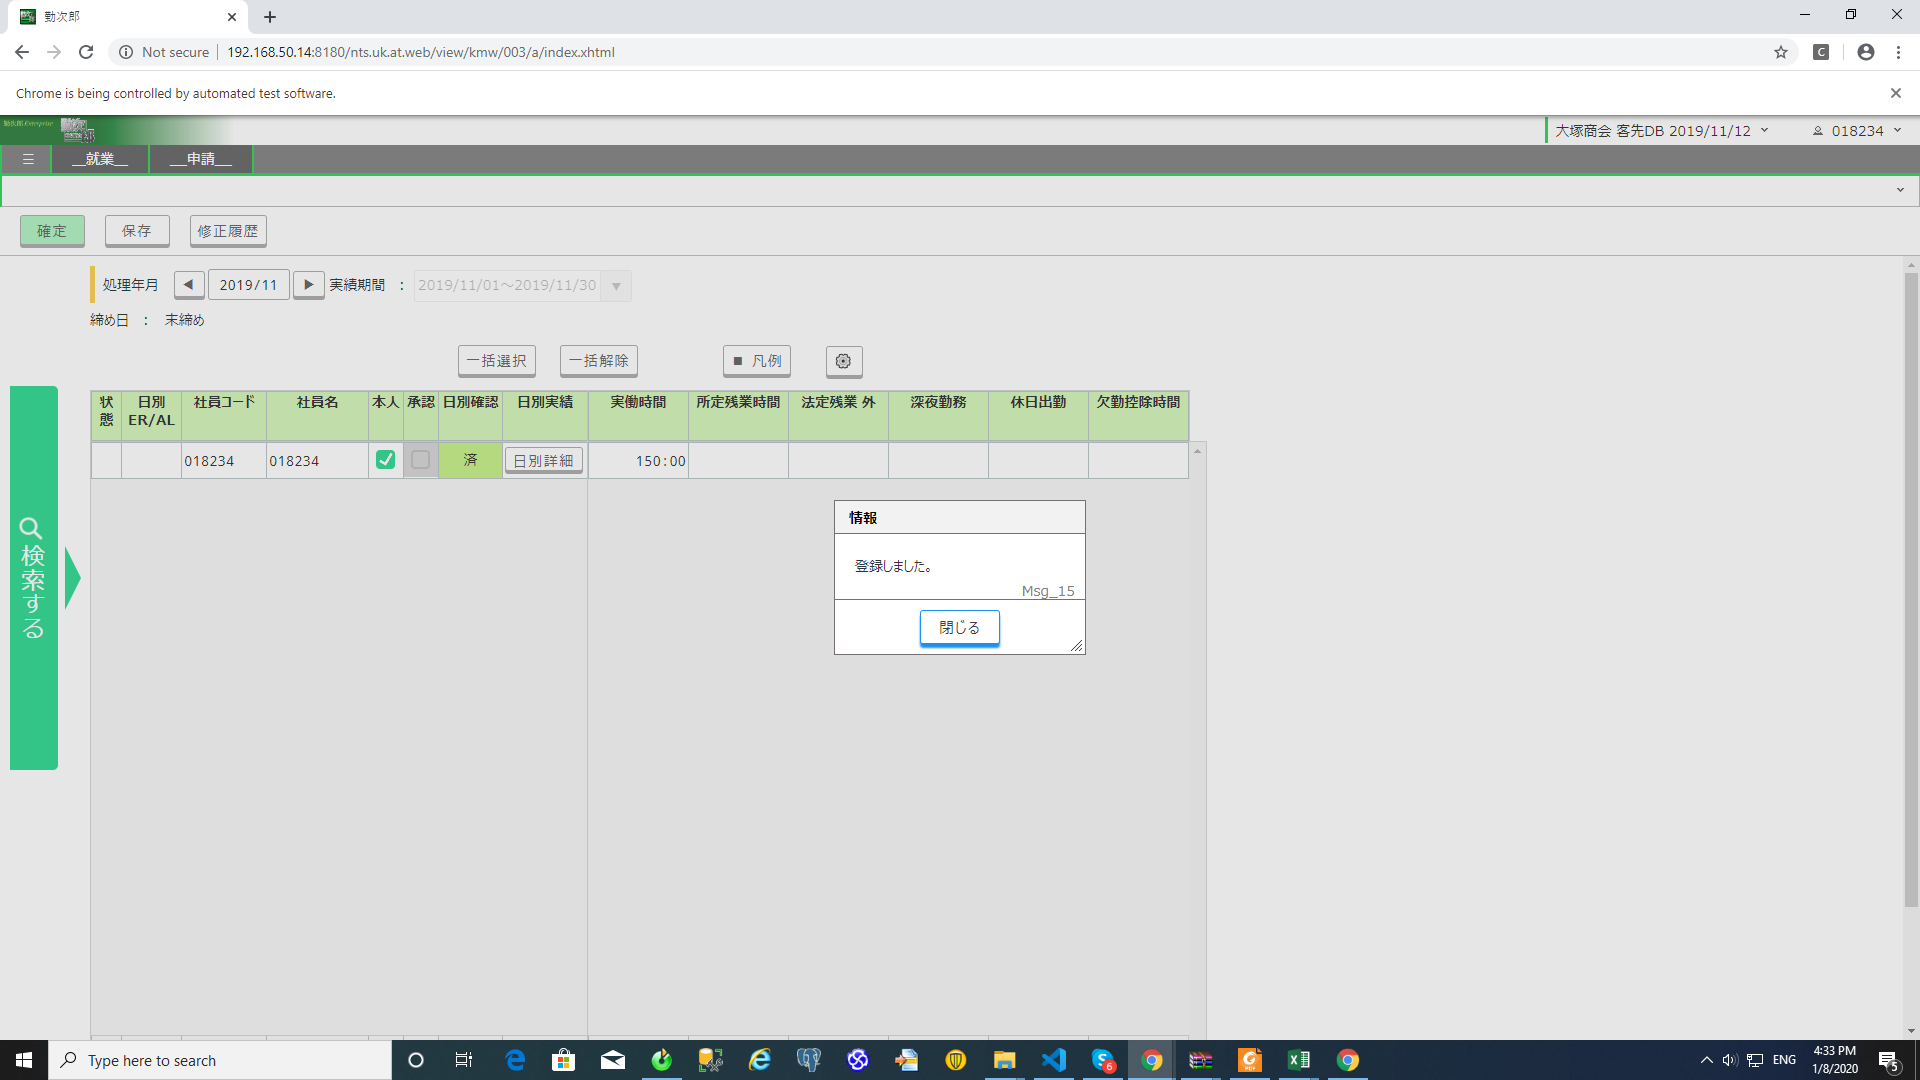 勤次郎
Not secure
192.168.50.14:8180/nts.uk.at.web/view/kmw/003/a/index.xhtml
Chrome is being controlled by automated test software.
勤次郎 Enterprise
大塚商会 客先DB 2019/11/12
018234
__就業__
__申請__
確定
保存
修正履歴
処理年月
◀
2019/11
▶
実績期間 :
2019/11/01～2019/11/30
▼
締め日 : 末締め
一括選択
一括解除
■ 凡例
検索する
状態 日別 ER/AL 社員コード 社員名 本人 承認 日別確認 日別実績 実働時間 所定残業時間 法定残業 外 深夜勤務 休日出勤 欠勤控除時間
018234 018234 済 日別詳細 150:00
情報
登録しました。
Msg_15
閉じる
Type here to search
6
ENG
4:33 PM
1/8/2020
5